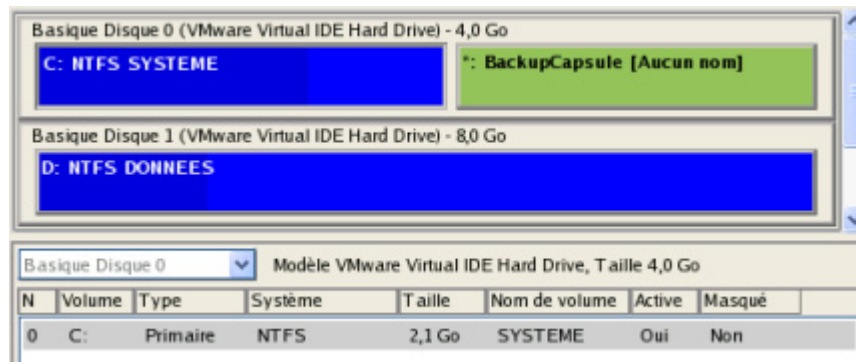 Basique Disque 0 (VMware Virtual IDE Hard Drive) - 4,0 Go
C: NTFS SYSTEME *: BackupCapsule [Aucun nom]
Basique Disque 1 (VMware Virtual IDE Hard Drive) - 8,0 Go
D: NTFS DONNEES
Basique Disque 0 Modèle VMware Virtual IDE Hard Drive, Taille 4,0 Go
N Volume Type Système Taille Nom de volume Active Masqué
0 C: Primaire NTFS 2,1 Go SYSTEME Oui Non